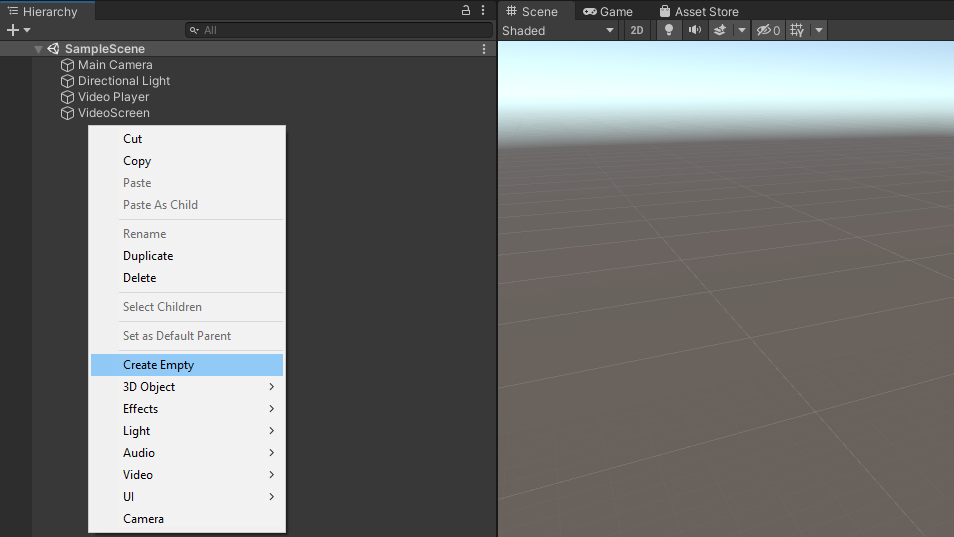 Hierarchy
Scene
Game
Asset Store
All
Shaded
2D
0
SampleScene
Main Camera
Directional Light
Video Player
VideoScreen
Cut
Copy
Paste
Paste As Child
Rename
Duplicate
Delete
Select Children
Set as Default Parent
Create Empty
3D Object
Effects
Light
Audio
Video
UI
Camera